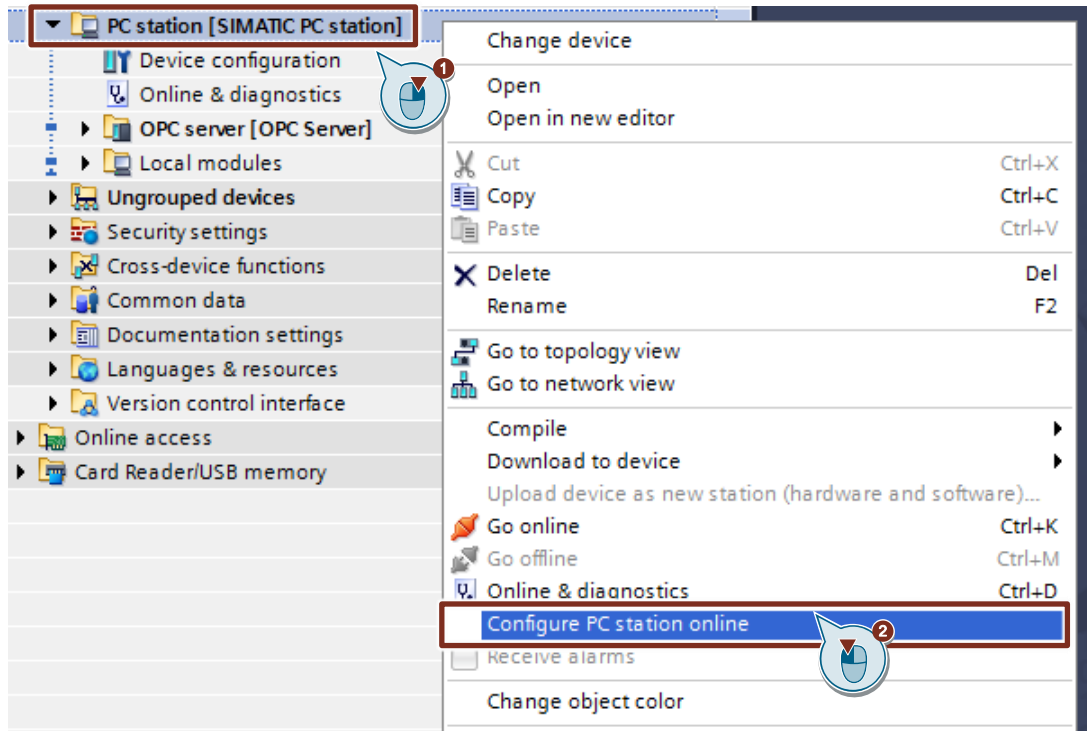 PC station [SIMATIC PC station]
1
Device configuration
Online & diagnostics
OPC server [OPC Server]
Local modules
Ungrouped devices
Security settings
Cross-device functions
Common data
Documentation settings
Languages & resources
Version control interface
Online access
Card Reader/USB memory
Change device
Open
Open in new editor
Cut Ctrl+X
Copy Ctrl+C
Paste Ctrl+V
Delete Del
Rename F2
Go to topology view
Go to network view
Compile
Download to device
Upload device as new station (hardware and software)...
Go online Ctrl+K
Go offline Ctrl+M
Online & diagnostics Ctrl+D
Configure PC station online
2
Receive alarms
Change object color